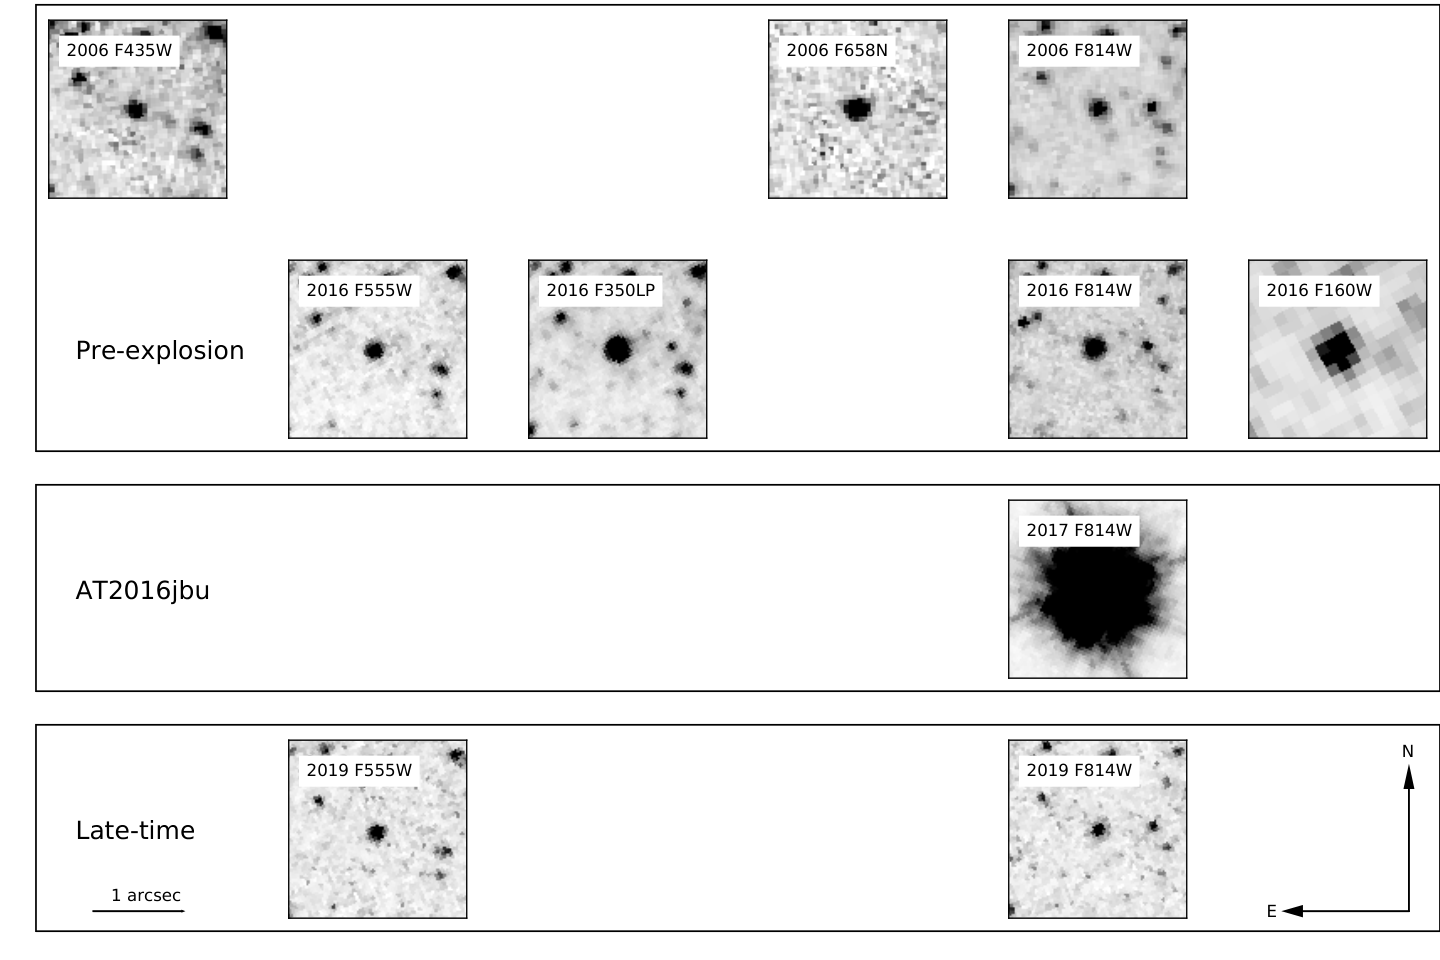 2006 F435W
2006 F658N
2006 F814W
2016 F555W
2016 F350LP
2016 F814W
2016 F160W
Pre-explosion
2017 F814W
AT2016jbu
2019 F555W
2019 F814W
N
Late-time
1 arcsec
E